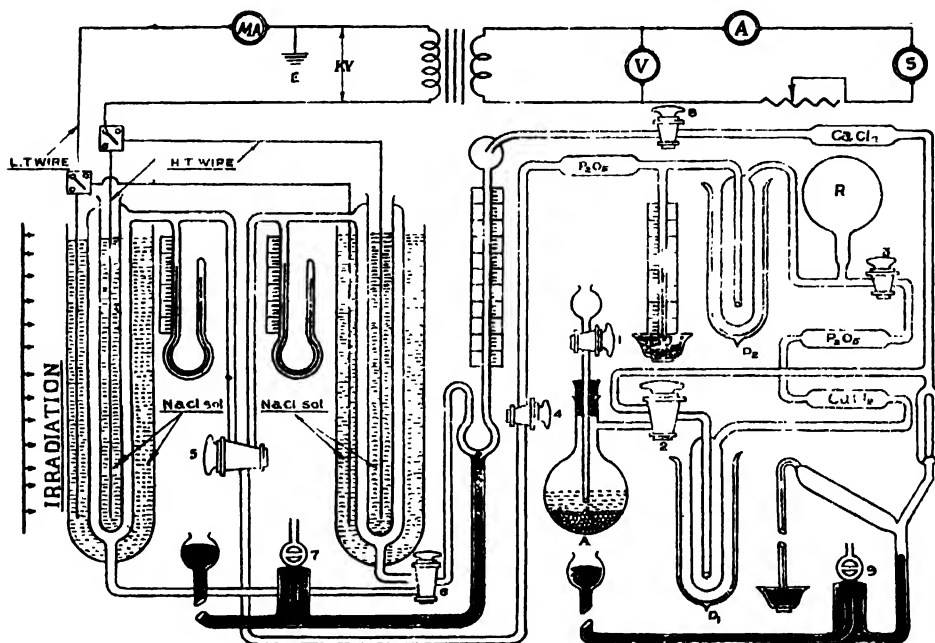 MA
A
E
KV
V
S
8
L.T WIRE
H T WIRE
CaCl₂
P₂O₅
R
3
1
D₂
P₂O₅
IRRADIATION
NaCl sol
NaCl sol
4
2
5
A
7
6
9
D₁